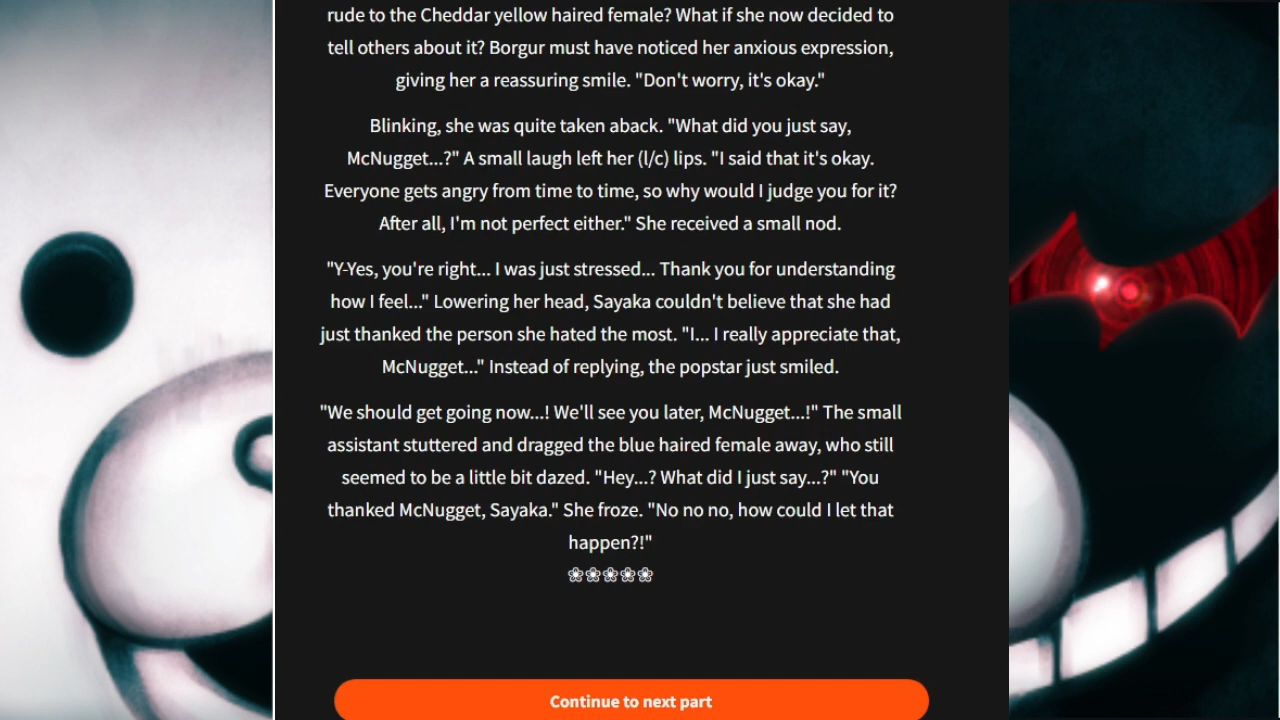 rude to the Cheddar yellow haired female? What if she now decided to
tell others about it? Borgur must have noticed her anxious expression,
giving her a reassuring smile. "Don't worry, it's okay."
Blinking, she was quite taken aback. "What did you just say,
McNugget...?" A small laugh left her (l/c) lips. "I said that it's okay.
Everyone gets angry from time to time, so why would I judge you for it?
After all, I'm not perfect either." She received a small nod.
"Y-Yes, you're right... I was just stressed... Thank you for understanding
how I feel..." Lowering her head, Sayaka couldn't believe that she had
just thanked the person she hated the most. "I... I really appreciate that,
McNugget..." Instead of replying, the popstar just smiled.
"We should get going now...! We'll see you later, McNugget...!" The small
assistant stuttered and dragged the blue haired female away, who still
seemed to be a little bit dazed. "Hey...? What did I just say...?" "You
thanked McNugget, Sayaka." She froze. "No no no, how could I let that
happen?!"
❀❀❀❀❀
Continue to next part